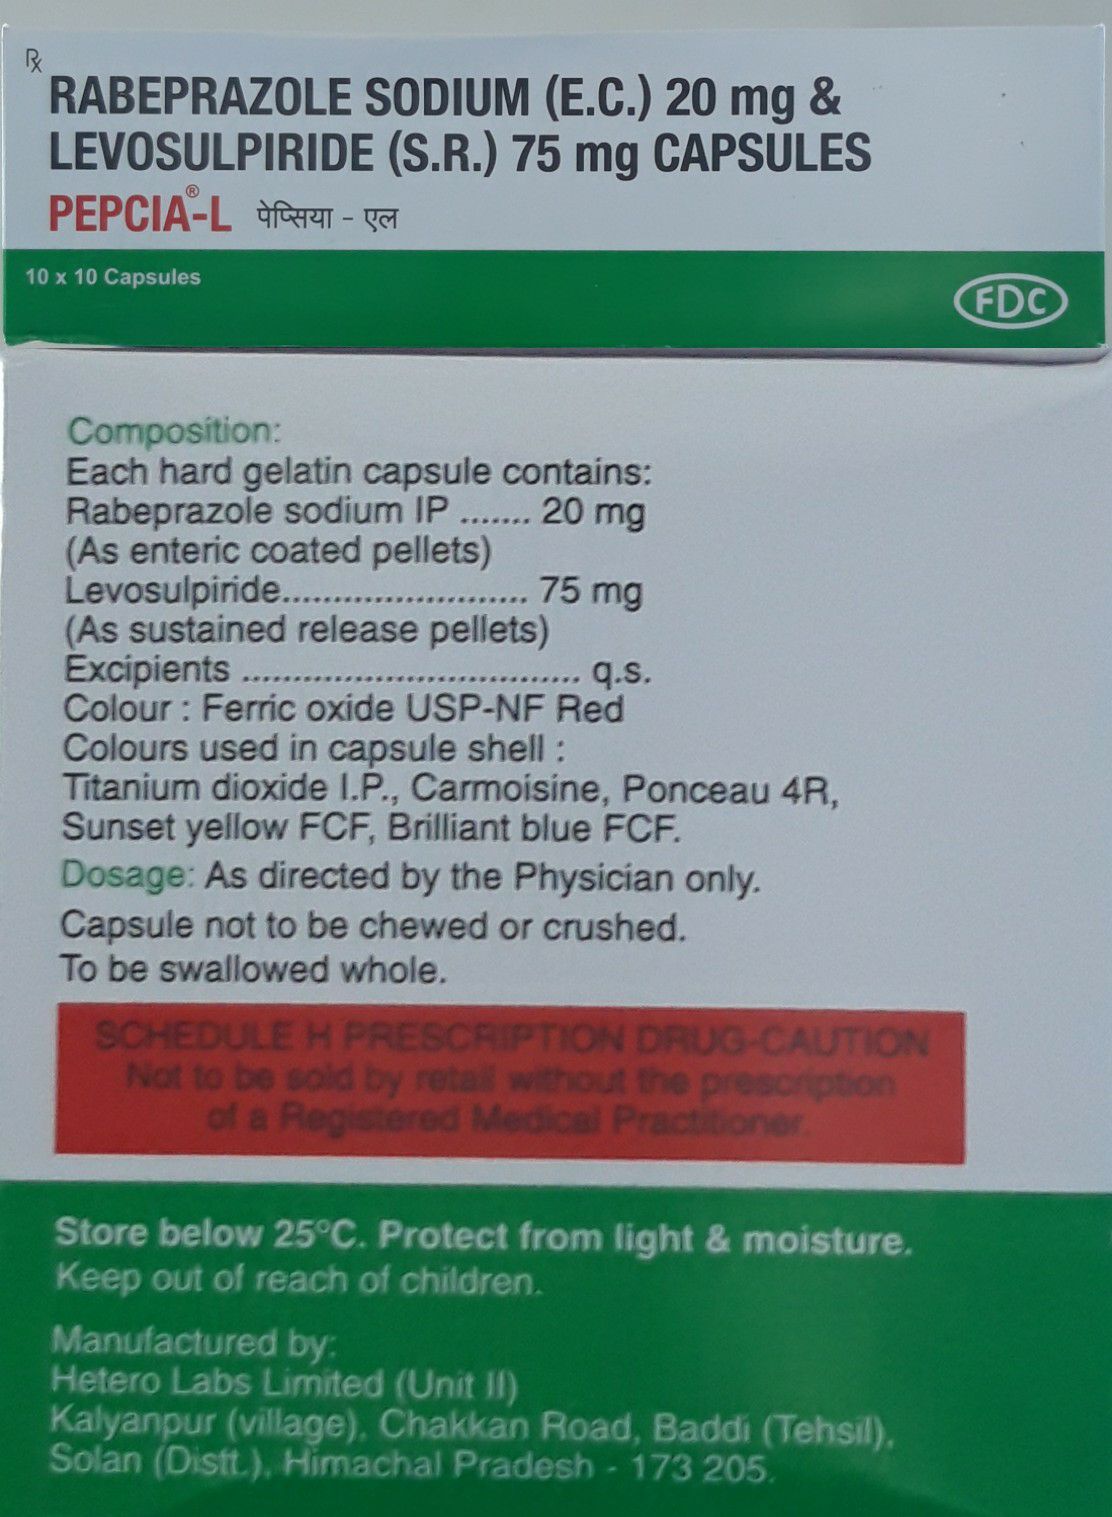 Rx
RABEPRAZOLE SODIUM (E.C.) 20 mg &
LEVOSULPIRIDE (S.R.) 75 mg CAPSULES
PEPCIA®-L पेप्सिया - एल
10 x 10 Capsules
FDC
Composition:
Each hard gelatin capsule contains:
Rabeprazole sodium IP ....... 20 mg
(As enteric coated pellets)
Levosulpiride........................ 75 mg
(As sustained release pellets)
Excipients ................................. q.s.
Colour : Ferric oxide USP-NF Red
Colours used in capsule shell :
Titanium dioxide I.P., Carmoisine, Ponceau 4R,
Sunset yellow FCF, Brilliant blue FCF.
Dosage: As directed by the Physician only.
Capsule not to be chewed or crushed.
To be swallowed whole.
SCHEDULE H PRESCRIPTION DRUG-CAUTION
Not to be sold by retail without the prescription
of a Registered Medical Practitioner.
Store below 25°C. Protect from light & moisture.
Keep out of reach of children.
Manufactured by:
Hetero Labs Limited (Unit II)
Kalyanpur (village), Chakkan Road, Baddi (Tehsil),
Solan (Distt.), Himachal Pradesh - 173 205.